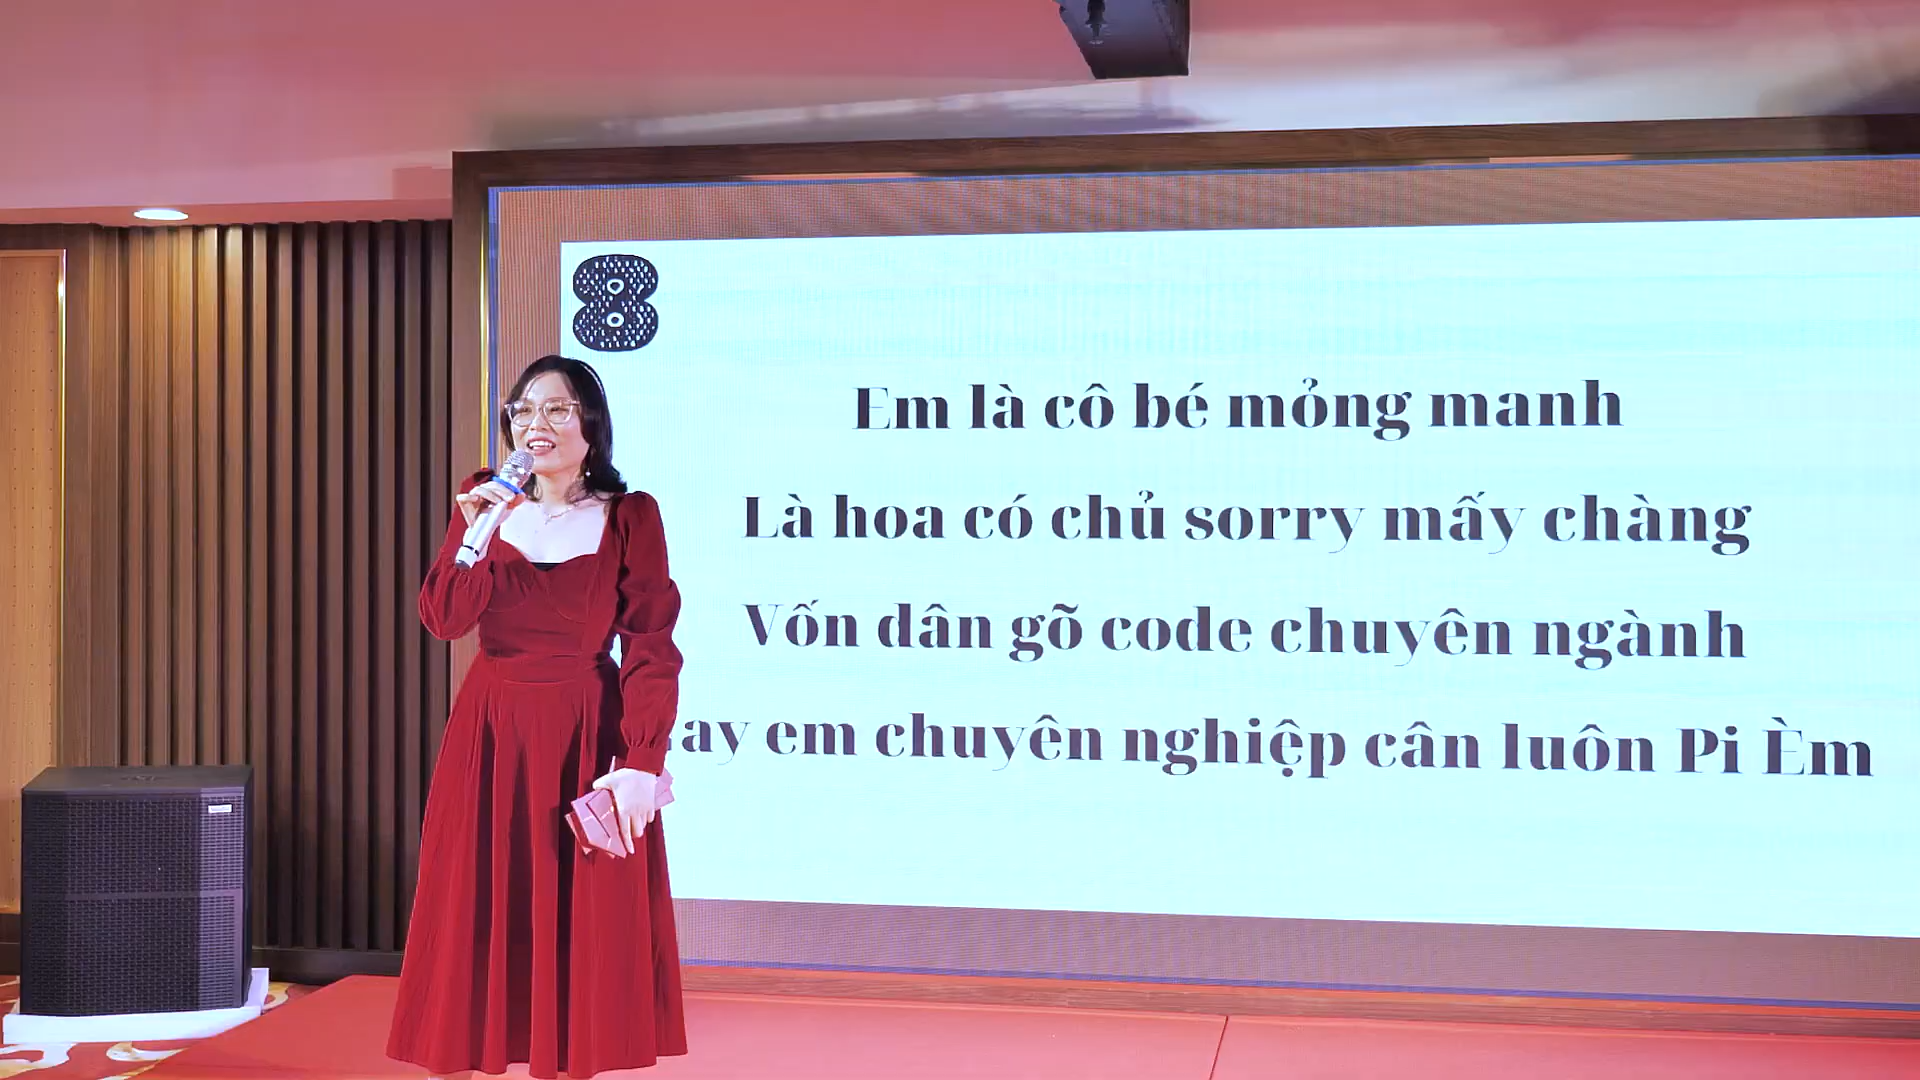 8
Em là cô bé mỏng manh
Là hoa có chủ sorry mấy chàng
Vốn dân gõ code chuyên ngành
em chuyên nghiệp cân luôn Pi Èm